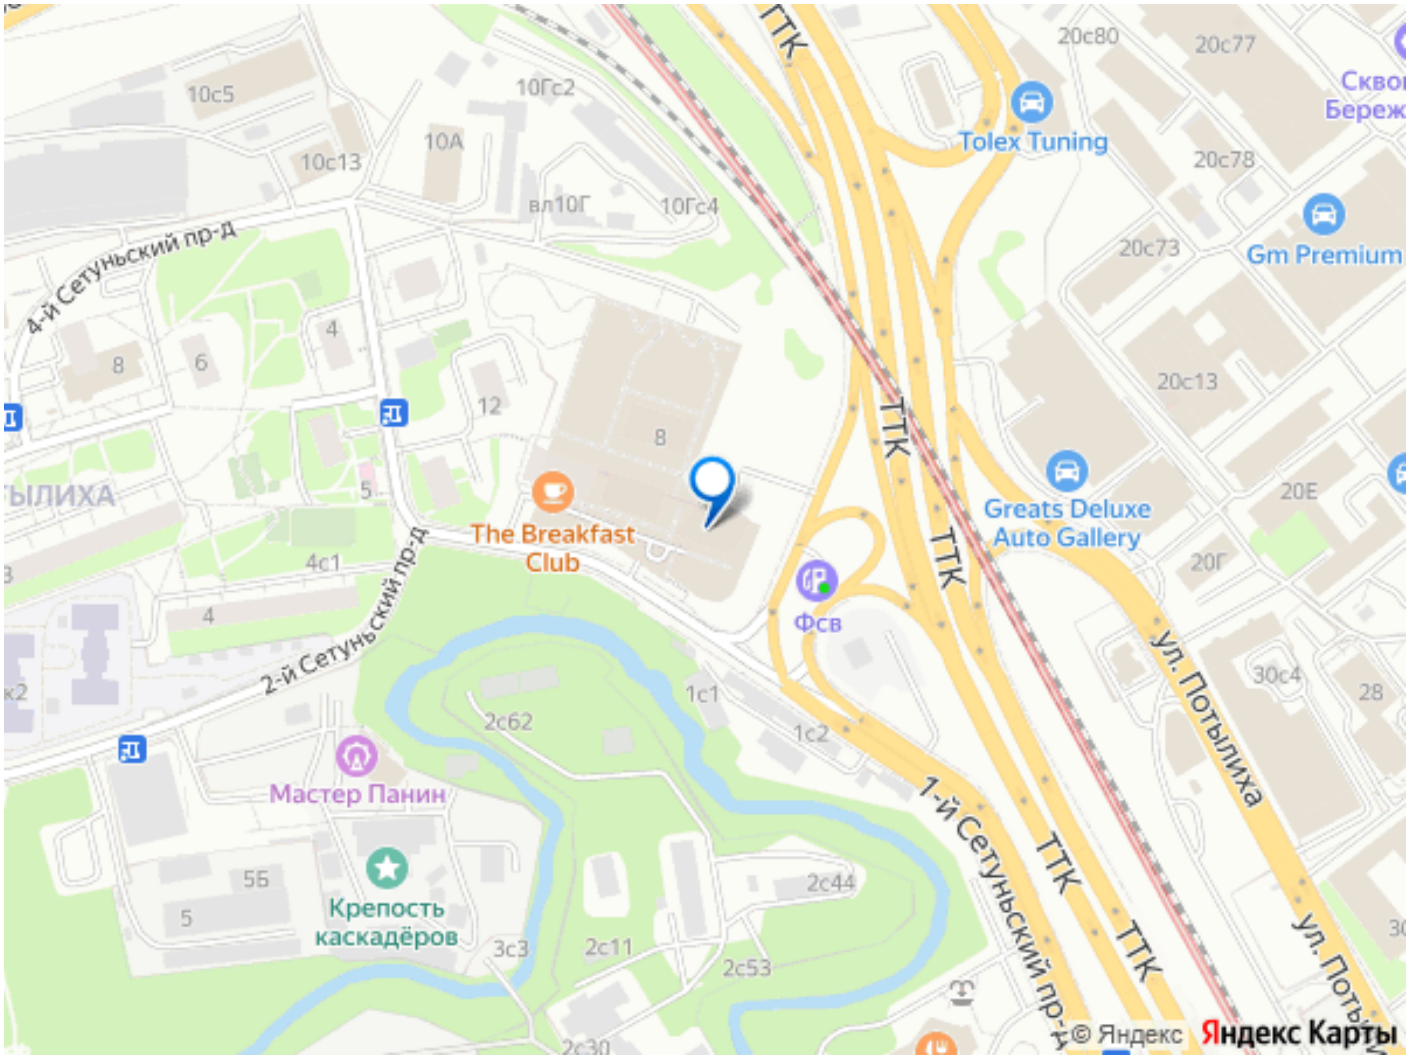 ТТК
20с80
20с77
Tolex Tuning
20с78
Gm Premium
20с73
20с13
10с5
10Гс2
10А
10с13
вл10Г
10Гс4
4-й Сетуньский пр-д
4
6
8
12
8
5
The Breakfast
Club
4с1
4
2-й Сетуньский пр-д
ТТК
ТТК
Greats Deluxe
Auto Gallery
20Е
20Г
Фсв
ул. Потылиха
30с4
28
1с1
1с2
2с62
Мастер Панин
1-й Сетуньский пр-д
5Б
5
Крепость
каскадёров
3с3
2с11
2с44
2с53
2с30
ТТК
ТТК
© Яндекс
Яндекс Карты